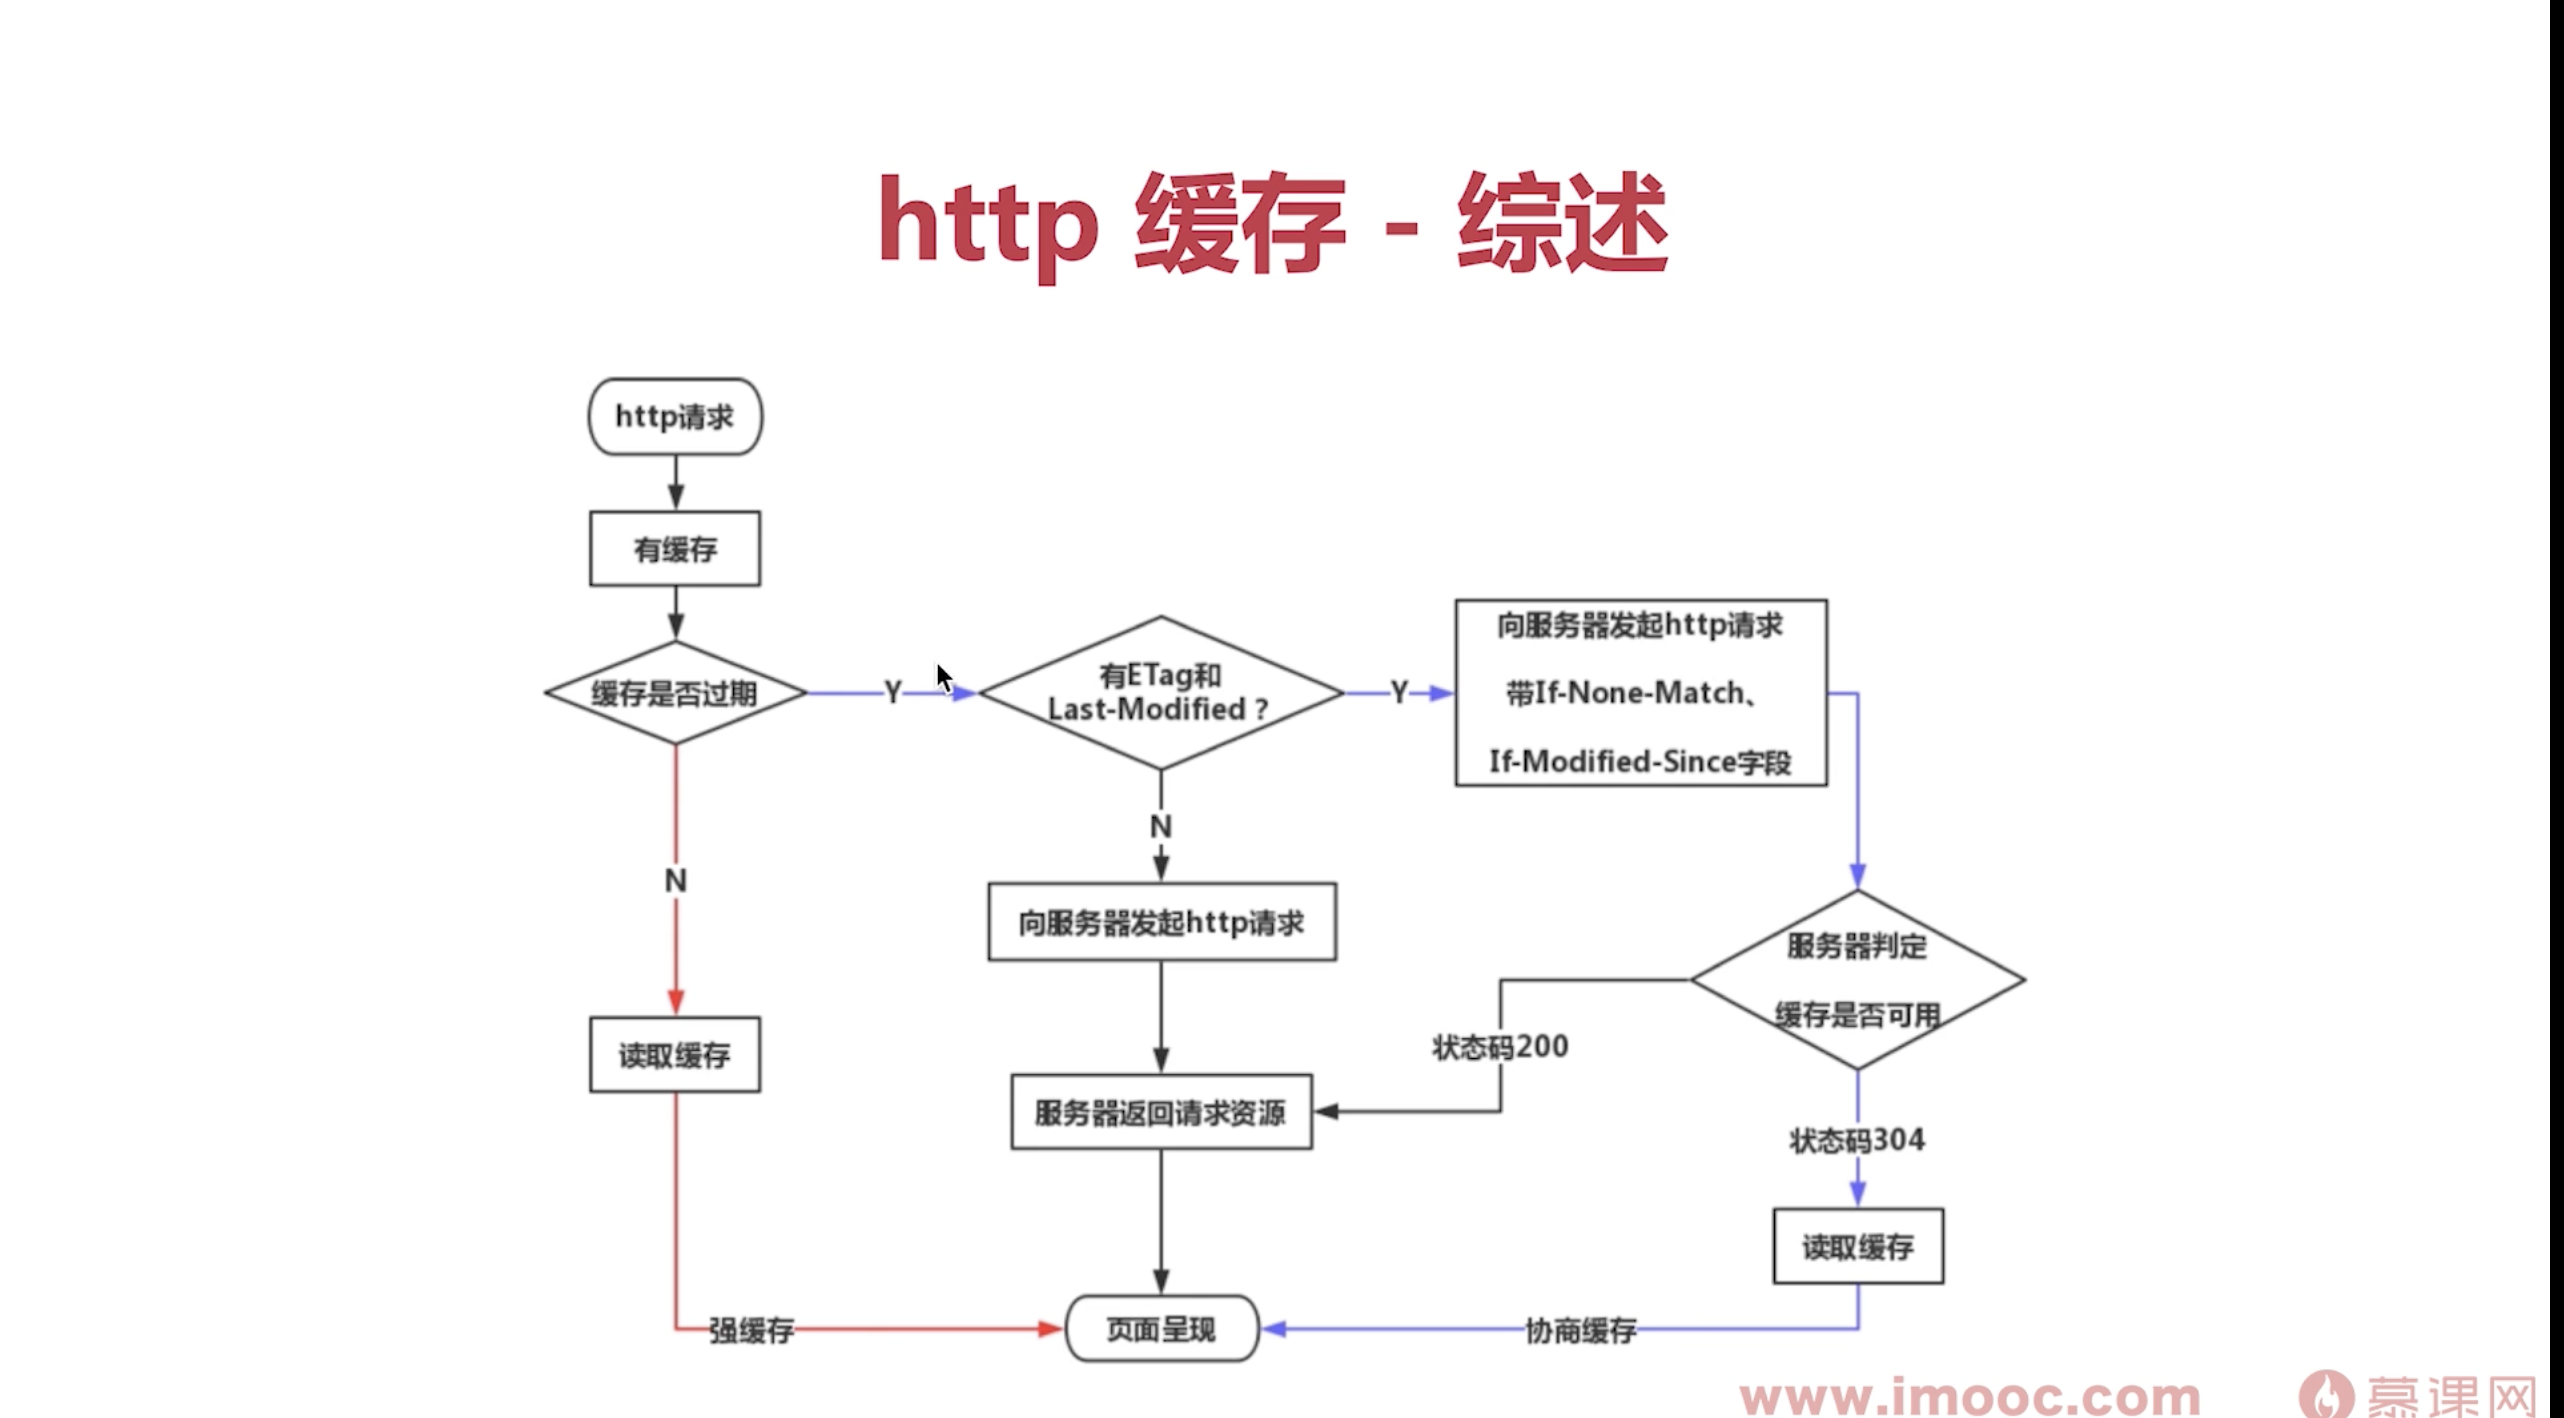 http 缓存 - 综述
http请求
有缓存
缓存是否过期
Y
有ETag和
Last-Modified ?
Y
向服务器发起http请求
带If-None-Match、
If-Modified-Since字段
N
N
向服务器发起http请求
服务器判定
缓存是否可用
读取缓存
状态码200
服务器返回请求资源
状态码304
读取缓存
强缓存
页面呈现
协商缓存
www.imooc.com
慕课网